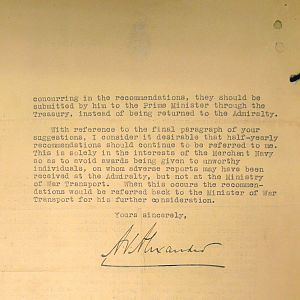 concurring in the recommendations, they should be
submitted by him to the Prime Minister through the
Treasury, instead of being returned to the Admiralty.
With reference to the final paragraph of your
suggestions, I consider it desirable that half-yearly
recommendations should continue to be referred to me.
This is solely in the interests of the Merchant Navy
so as to avoid awards being given to unworthy
individuals, on whom adverse reports may have been
received at the Admiralty, but not at the Ministry
of War Transport. When this occurs the recommen-
dations would be referred back to the Minister of War
Transport for his further consideration.
Yours sincerely,
A V Alexander